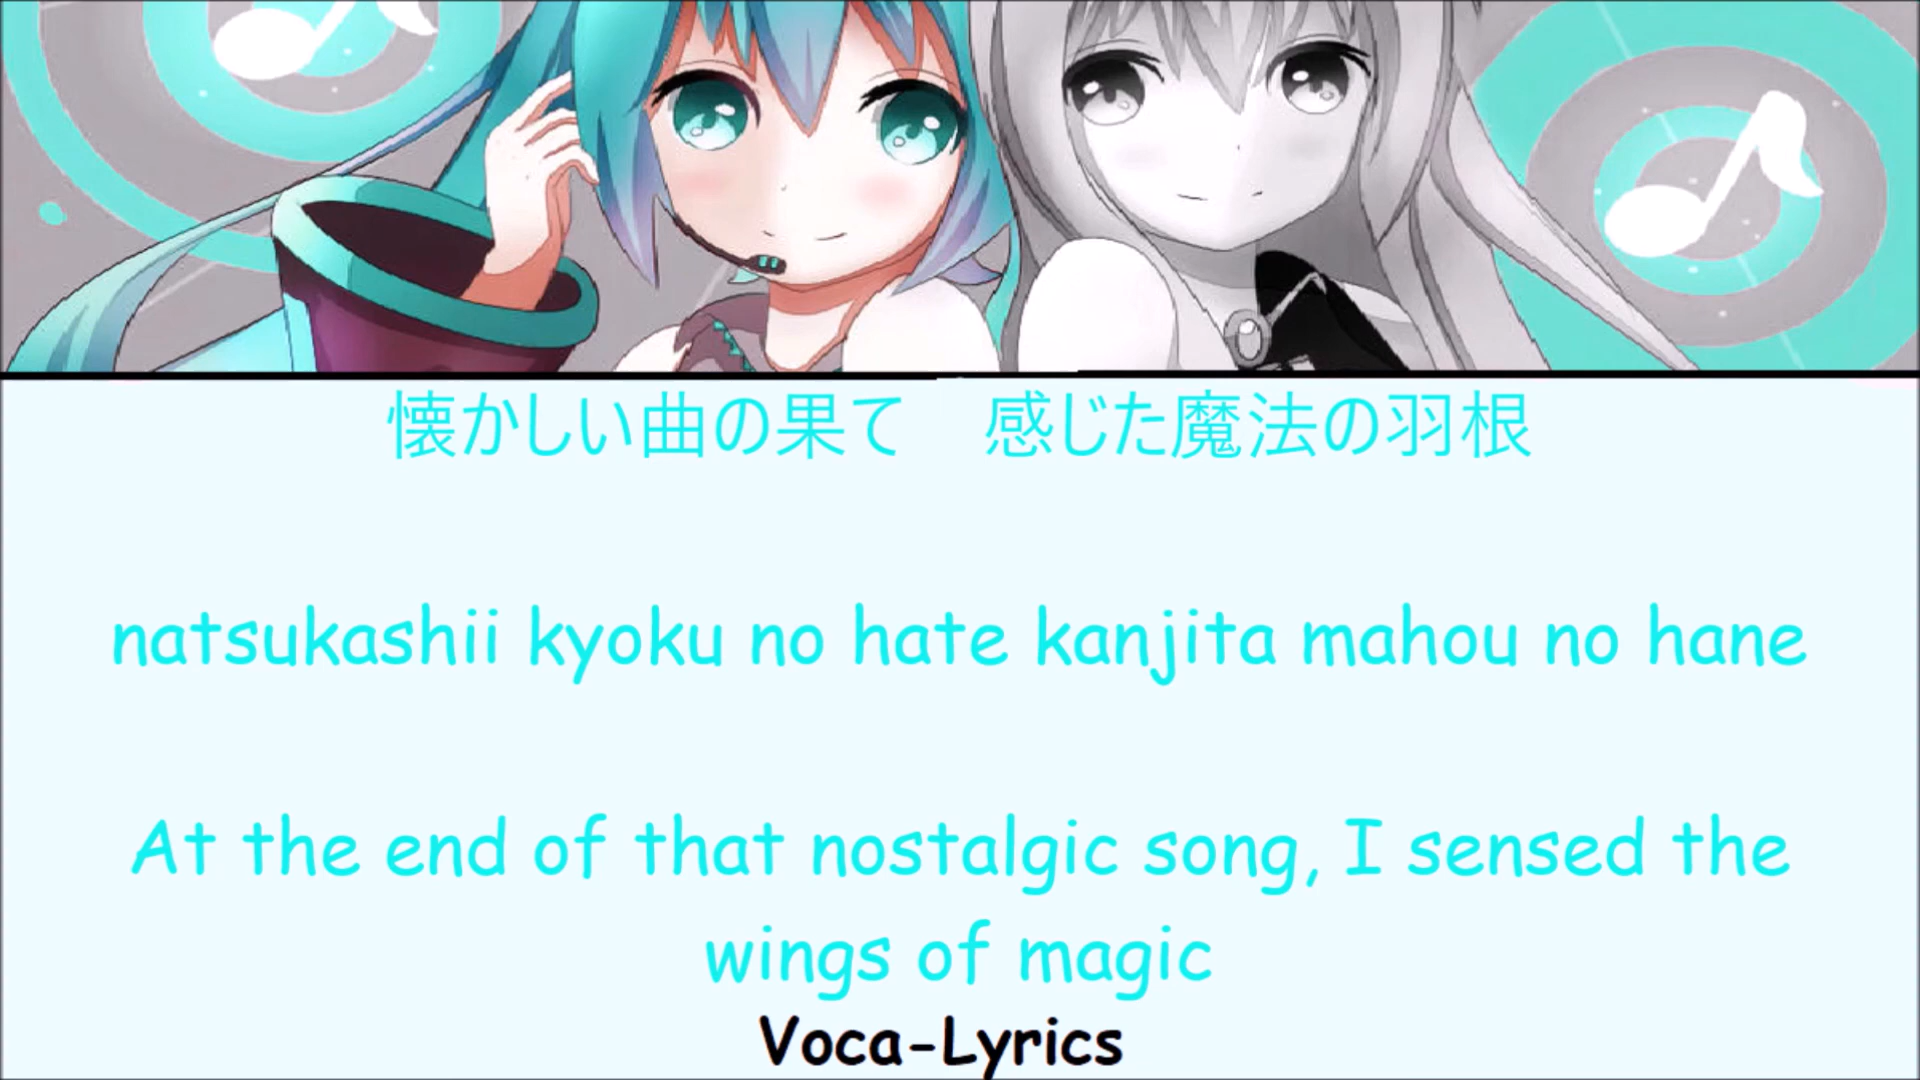 懐かしい曲の果て　感じた魔法の羽根
natsukashii kyoku no hate kanjita mahou no hane
At the end of that nostalgic song, I sensed the
wings of magic
Voca-Lyrics